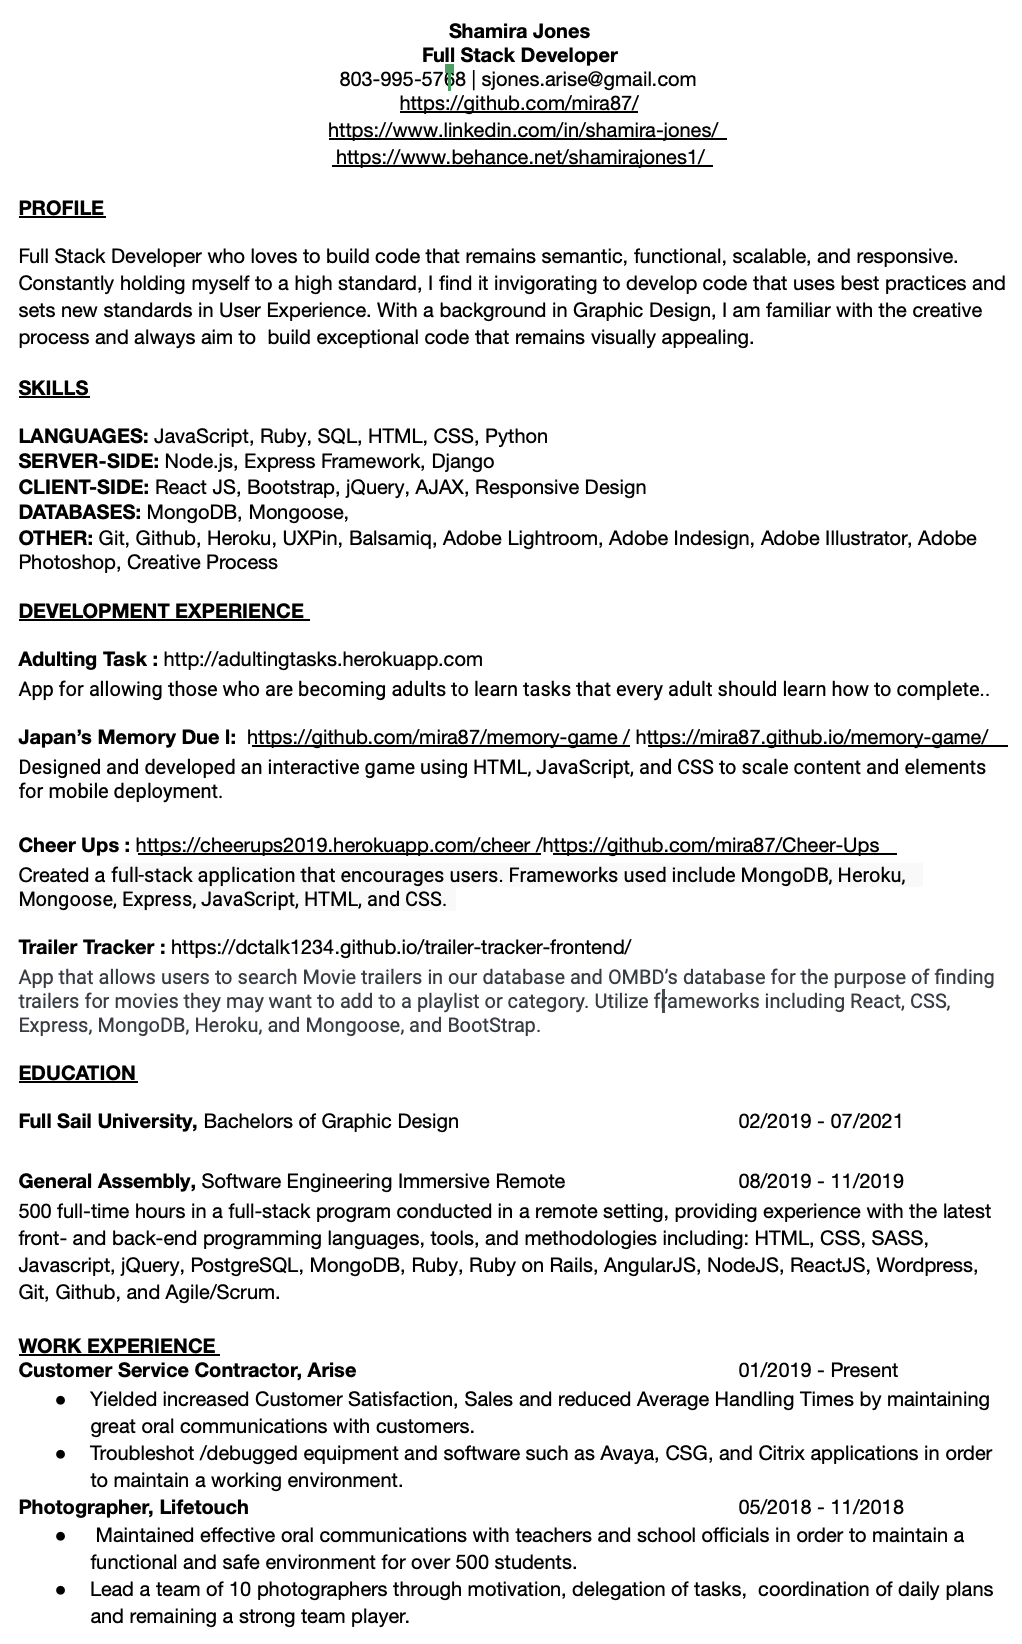 Shamira Jones
Full Stack Developer
803-995-5768 | sjones.arise@gmail.com
https://github.com/mira87/
https://www.linkedin.com/in/shamira-jones/
https://www.behance.net/shamirajones1/
PROFILE
Full Stack Developer who loves to build code that remains semantic, functional, scalable, and responsive.
Constantly holding myself to a high standard, I find it invigorating to develop code that uses best practices and
sets new standards in User Experience. With a background in Graphic Design, I am familiar with the creative
process and always aim to  build exceptional code that remains visually appealing.
SKILLS
LANGUAGES: JavaScript, Ruby, SQL, HTML, CSS, Python
SERVER-SIDE: Node.js, Express Framework, Django
CLIENT-SIDE: React JS, Bootstrap, jQuery, AJAX, Responsive Design
DATABASES: MongoDB, Mongoose,
OTHER: Git, Github, Heroku, UXPin, Balsamiq, Adobe Lightroom, Adobe Indesign, Adobe Illustrator, Adobe
Photoshop, Creative Process
DEVELOPMENT EXPERIENCE
Adulting Task : http://adultingtasks.herokuapp.com
App for allowing those who are becoming adults to learn tasks that every adult should learn how to complete..
Japan's Memory Due I:  https://github.com/mira87/memory-game / https://mira87.github.io/memory-game/
Designed and developed an interactive game using HTML, JavaScript, and CSS to scale content and elements
for mobile deployment.
Cheer Ups : https://cheerups2019.herokuapp.com/cheer /https://github.com/mira87/Cheer-Ups
Created a full-stack application that encourages users. Frameworks used include MongoDB, Heroku,
Mongoose, Express, JavaScript, HTML, and CSS.
Trailer Tracker : https://dctalk1234.github.io/trailer-tracker-frontend/
App that allows users to search Movie trailers in our database and OMBD's database for the purpose of finding
trailers for movies they may want to add to a playlist or category. Utilize frameworks including React, CSS,
Express, MongoDB, Heroku, and Mongoose, and BootStrap.
EDUCATION
Full Sail University, Bachelors of Graphic Design 02/2019 - 07/2021
General Assembly, Software Engineering Immersive Remote 08/2019 - 11/2019
500 full-time hours in a full-stack program conducted in a remote setting, providing experience with the latest
front- and back-end programming languages, tools, and methodologies including: HTML, CSS, SASS,
Javascript, jQuery, PostgreSQL, MongoDB, Ruby, Ruby on Rails, AngularJS, NodeJS, ReactJS, Wordpress,
Git, Github, and Agile/Scrum.
WORK EXPERIENCE
Customer Service Contractor, Arise 01/2019 - Present
● Yielded increased Customer Satisfaction, Sales and reduced Average Handling Times by maintaining
great oral communications with customers.
● Troubleshot /debugged equipment and software such as Avaya, CSG, and Citrix applications in order
to maintain a working environment.
Photographer, Lifetouch 05/2018 - 11/2018
● Maintained effective oral communications with teachers and school officials in order to maintain a
functional and safe environment for over 500 students.
● Lead a team of 10 photographers through motivation, delegation of tasks,  coordination of daily plans
and remaining a strong team player.